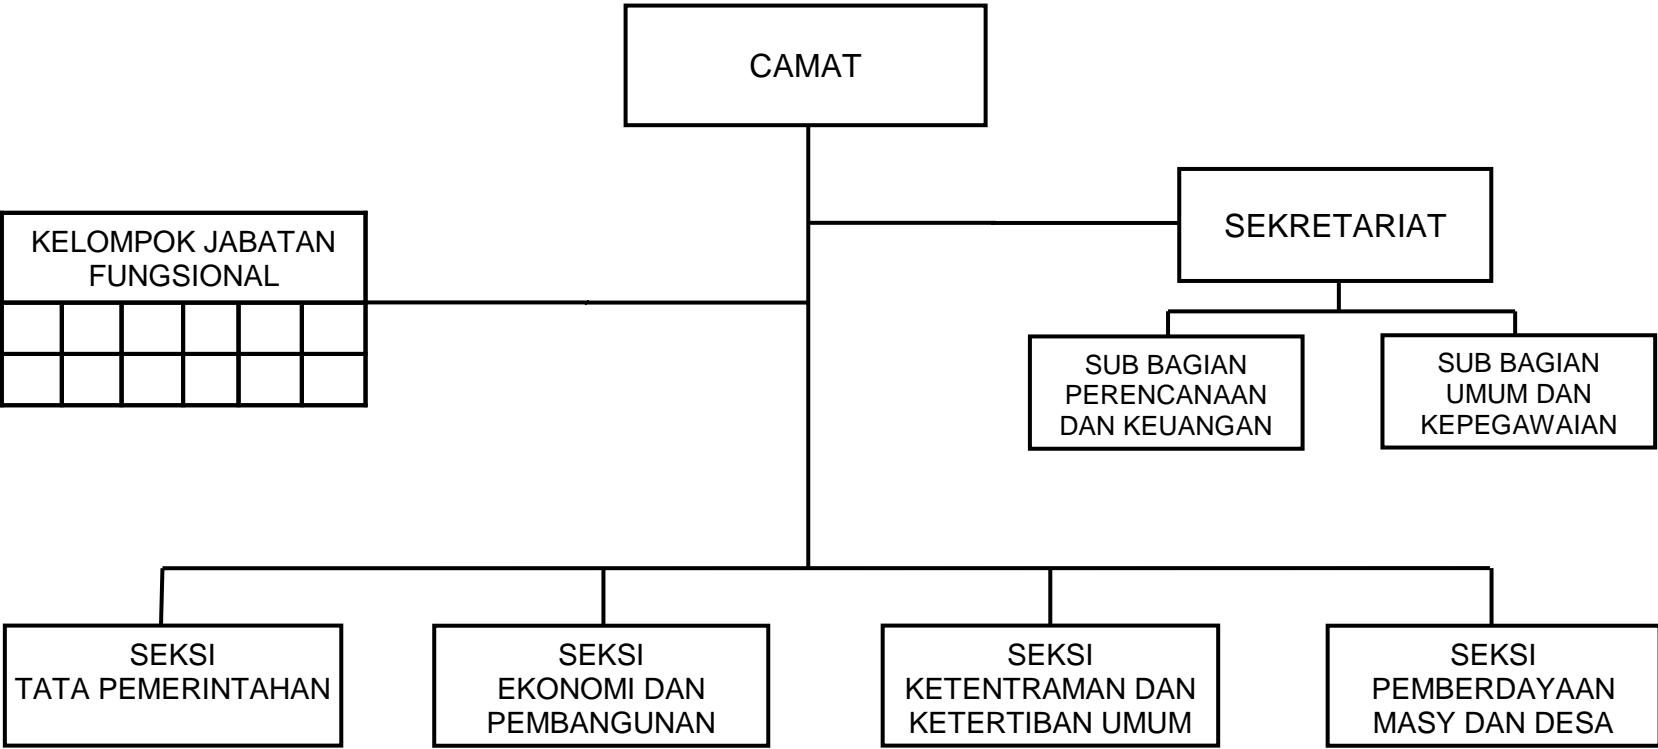 CAMAT
SEKRETARIAT
KELOMPOK JABATAN
FUNGSIONAL
SUB BAGIAN
PERENCANAAN
DAN KEUANGAN
SUB BAGIAN
UMUM DAN
KEPEGAWAIAN
SEKSI
TATA PEMERINTAHAN
SEKSI
EKONOMI DAN
PEMBANGUNAN
SEKSI
KETENTRAMAN DAN
KETERTIBAN UMUM
SEKSI
PEMBERDAYAAN
MASY DAN DESA